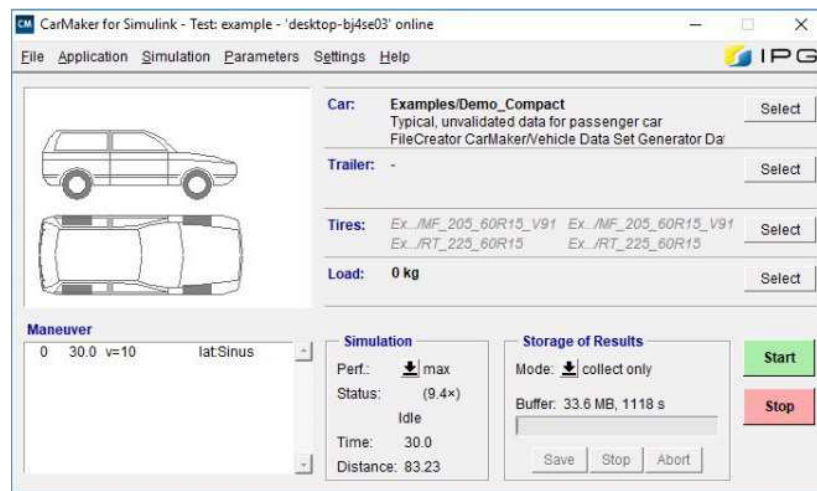 CM CarMaker for Simulink - Test: example - 'desktop-bj4se03' online
File Application Simulation Parameters Settings Help
IPG
Car: Examples/Demo_Compact
Typical, unvalidated data for passenger car
FileCreator CarMaker/Vehicle Data Set Generator Da
Select
Trailer: -
Select
Tires: Ex../MF_205_60R15_V91 Ex../MF_205_60R15_V91
Ex../RT_225_60R15 Ex../RT_225_60R15
Select
Load: 0 kg
Select
Maneuver
0 30.0 v=10 lat:Sinus
Simulation
Perf.: max
Status: (9.4×)
Idle
Time: 30.0
Distance: 83.23
Storage of Results
Mode: collect only
Buffer: 33.6 MB, 1118 s
Save Stop Abort
Start
Stop